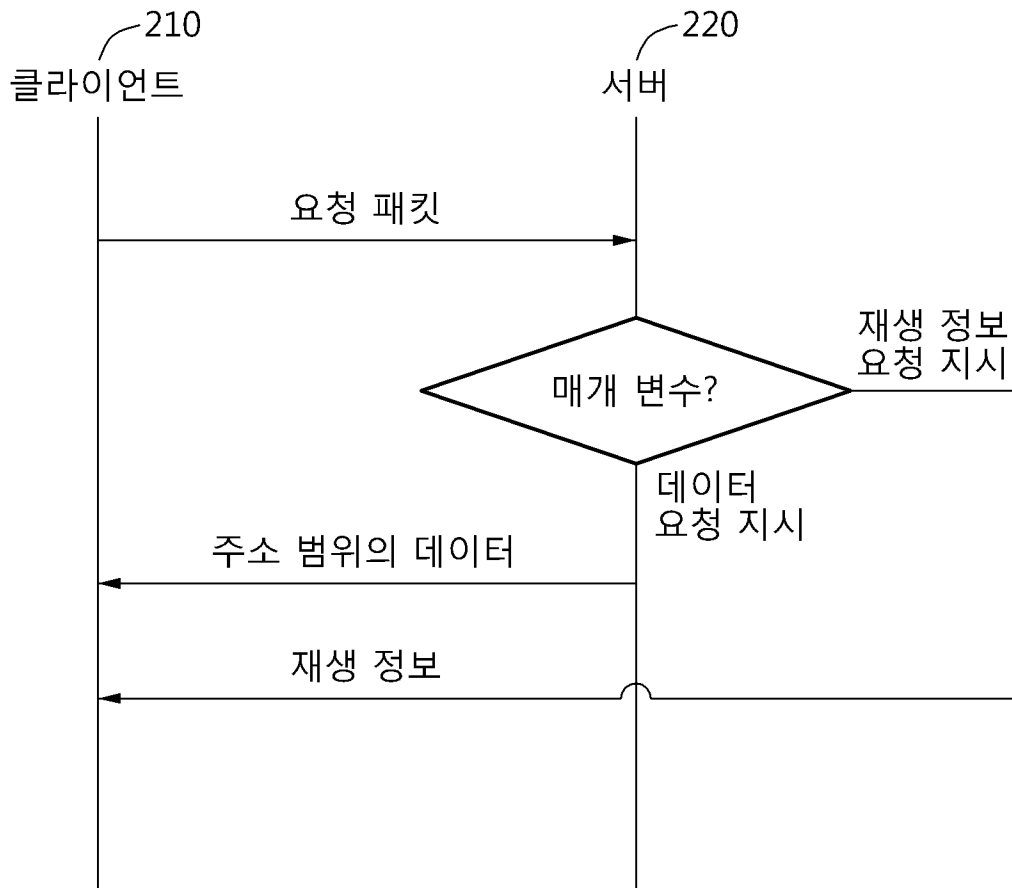 210
220
클라이언트
서버
요청 패킷
재생 정보
요청 지시
매개 변수?
데이터
요청 지시
주소 범위의 데이터
재생 정보